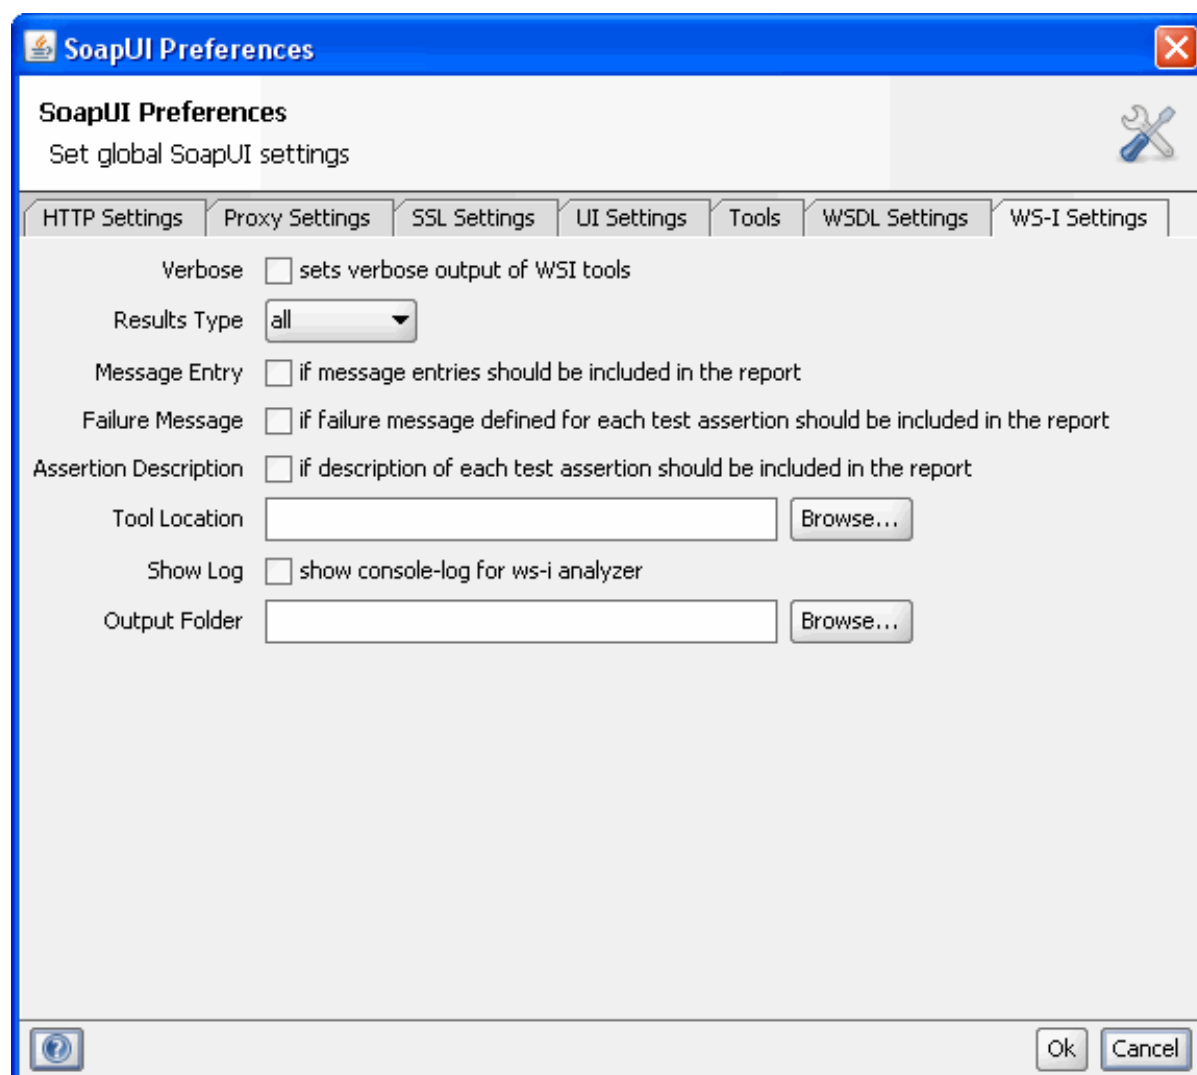 SoapUI Preferences
SoapUI Preferences
Set global SoapUI settings
HTTP Settings Proxy Settings SSL Settings UI Settings Tools WSDL Settings WS-I Settings
Verbose sets verbose output of WSI tools
Results Type all
Message Entry if message entries should be included in the report
Failure Message if failure message defined for each test assertion should be included in the report
Assertion Description if description of each test assertion should be included in the report
Tool Location Browse...
Show Log show console-log for ws-i analyzer
Output Folder Browse...
? Ok Cancel